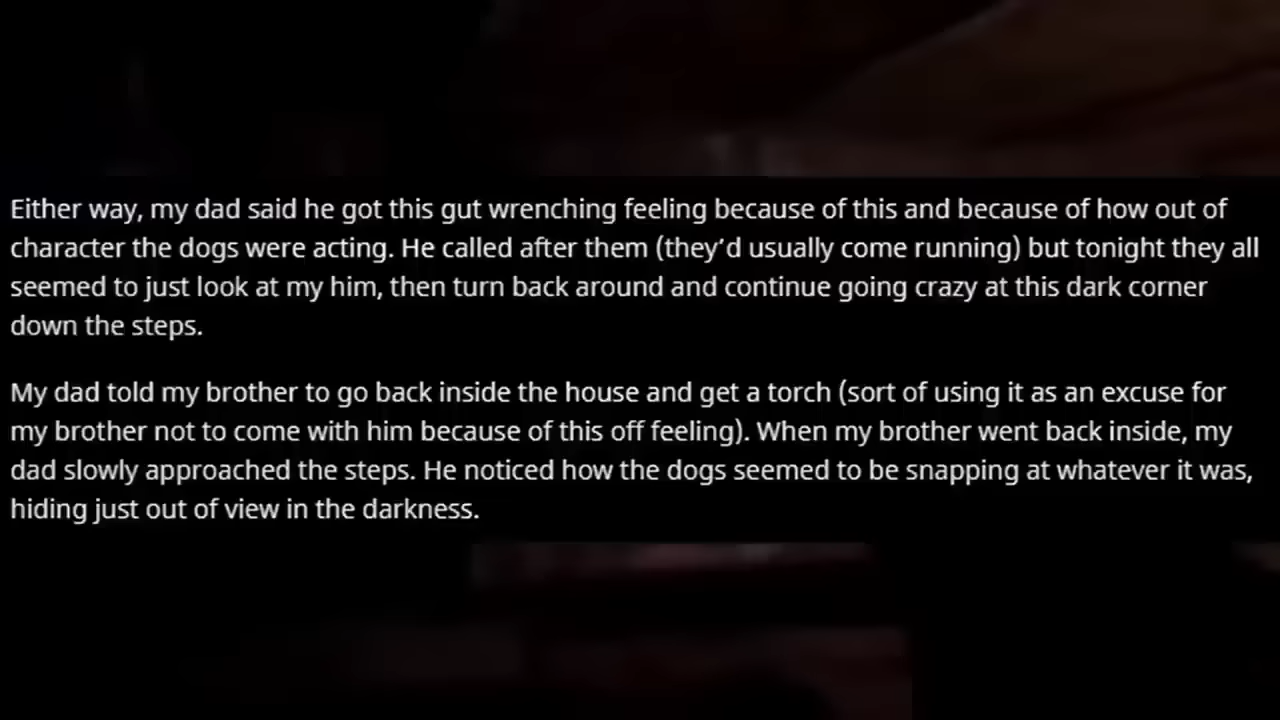 Either way, my dad said he got this gut wrenching feeling because of this and because of how out of
character the dogs were acting. He called after them (they’d usually come running) but tonight they all
seemed to just look at my him, then turn back around and continue going crazy at this dark corner
down the steps.
My dad told my brother to go back inside the house and get a torch (sort of using it as an excuse for
my brother not to come with him because of this off feeling). When my brother went back inside, my
dad slowly approached the steps. He noticed how the dogs seemed to be snapping at whatever it was,
hiding just out of view in the darkness.